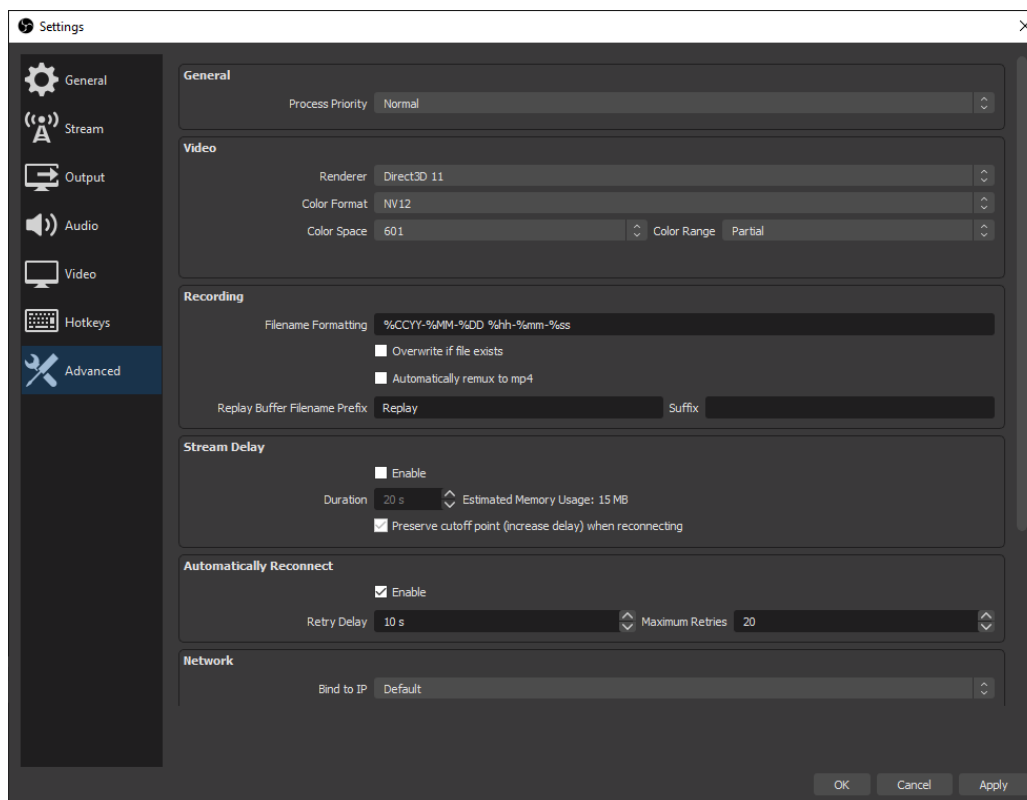 Settings
General
Stream
Output
Audio
Video
Hotkeys
Advanced
General
Process Priority Normal
Video
Renderer Direct3D 11
Color Format NV12
Color Space 601 Color Range Partial
Recording
Filename Formatting %CCYY-%MM-%DD %hh-%mm-%ss
Overwrite if file exists
Automatically remux to mp4
Replay Buffer Filename Prefix Replay Suffix
Stream Delay
Enable
Duration 20 s Estimated Memory Usage: 15 MB
Preserve cutoff point (increase delay) when reconnecting
Automatically Reconnect
Enable
Retry Delay 10 s Maximum Retries 20
Network
Bind to IP Default
OK Cancel Apply